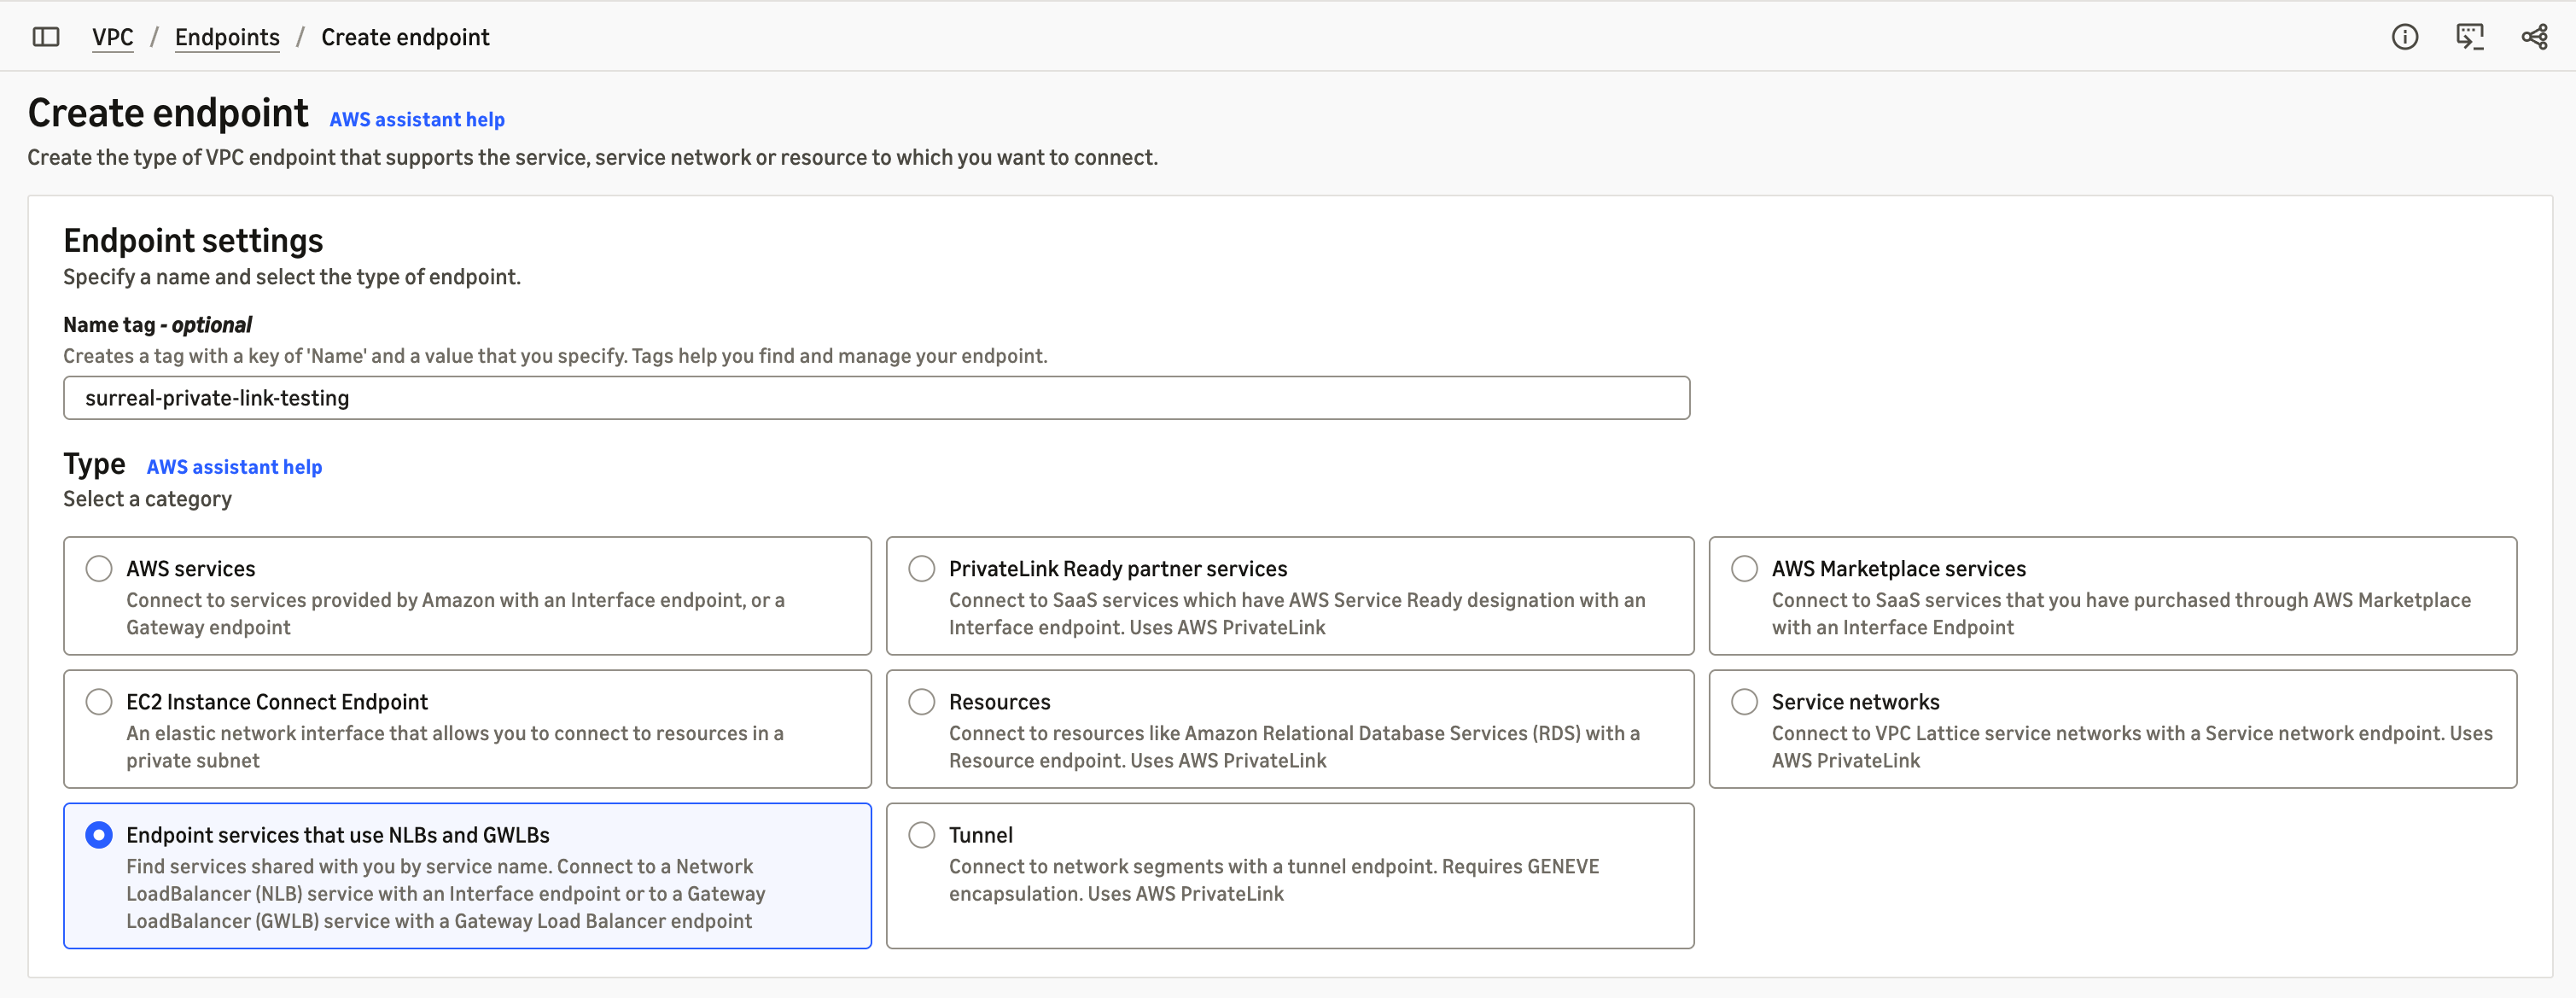 VPC / Endpoints / Create endpoint
Create endpoint AWS assistant help
Create the type of VPC endpoint that supports the service, service network or resource to which you want to connect.
Endpoint settings
Specify a name and select the type of endpoint.
Name tag - optional
Creates a tag with a key of 'Name' and a value that you specify. Tags help you find and manage your endpoint.
surreal-private-link-testing
Type AWS assistant help
Select a category
AWS services
Connect to services provided by Amazon with an Interface endpoint, or a
Gateway endpoint
PrivateLink Ready partner services
Connect to SaaS services which have AWS Service Ready designation with an
Interface endpoint. Uses AWS PrivateLink
AWS Marketplace services
Connect to SaaS services that you have purchased through AWS Marketplace
with an Interface Endpoint
EC2 Instance Connect Endpoint
An elastic network interface that allows you to connect to resources in a
private subnet
Resources
Connect to resources like Amazon Relational Database Services (RDS) with a
Resource endpoint. Uses AWS PrivateLink
Service networks
Connect to VPC Lattice service networks with a Service network endpoint. Uses
AWS PrivateLink
Endpoint services that use NLBs and GWLBs
Find services shared with you by service name. Connect to a Network
LoadBalancer (NLB) service with an Interface endpoint or to a Gateway
LoadBalancer (GWLB) service with a Gateway Load Balancer endpoint
Tunnel
Connect to network segments with a tunnel endpoint. Requires GENEVE
encapsulation. Uses AWS PrivateLink